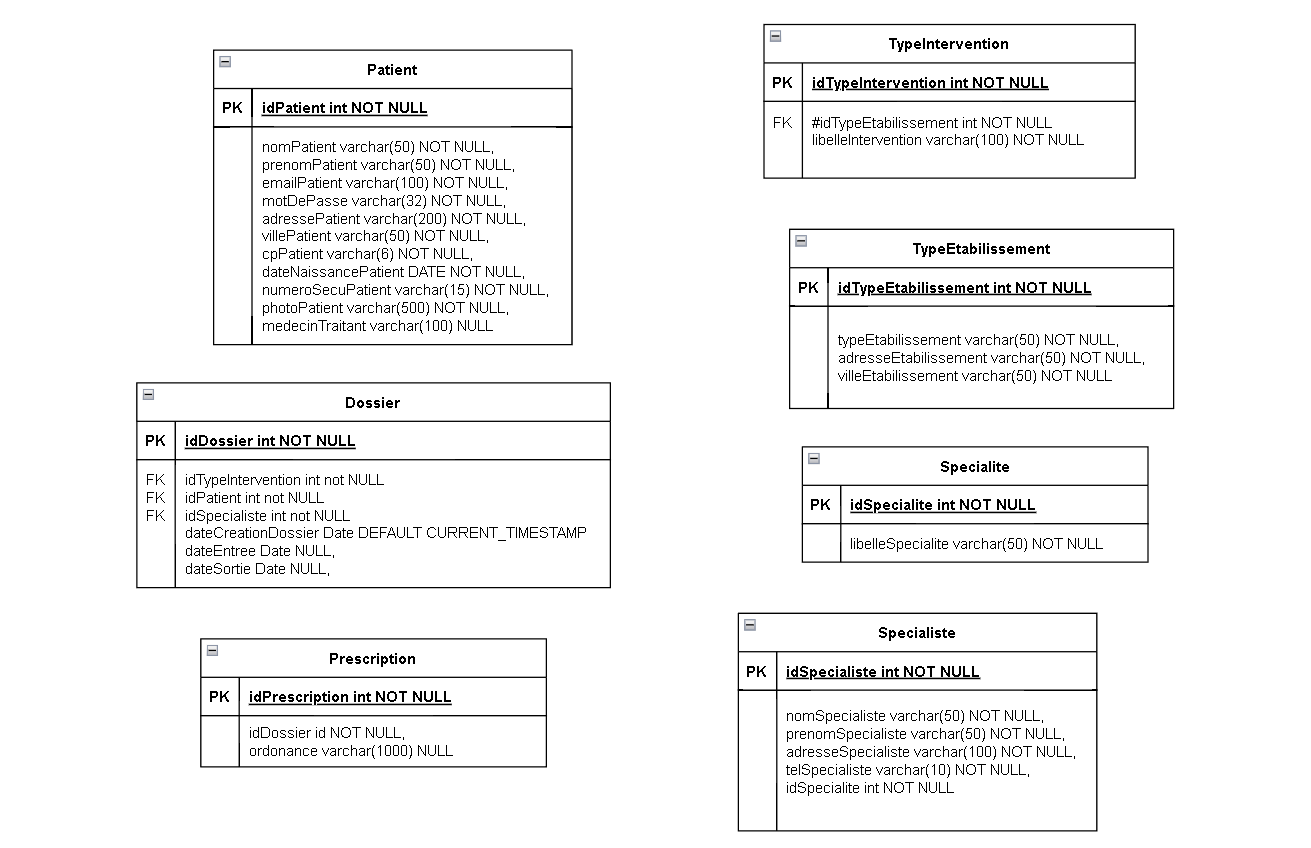 Patient
PK idPatient int NOT NULL
nomPatient varchar(50) NOT NULL,
prenomPatient varchar(50) NOT NULL,
emailPatient varchar(100) NOT NULL,
motDePasse varchar(32) NOT NULL,
adressePatient varchar(200) NOT NULL,
villePatient varchar(50) NOT NULL,
cpPatient varchar(6) NOT NULL,
dateNaissancePatient DATE NOT NULL,
numeroSecuPatient varchar(15) NOT NULL,
photoPatient varchar(500) NOT NULL,
medecinTraitant varchar(100) NULL
Dossier
PK idDossier int NOT NULL
FK idTypeIntervention int not NULL
FK idPatient int not NULL
FK idSpecialiste int not NULL
dateCreationDossier Date DEFAULT CURRENT_TIMESTAMP
dateEntree Date NULL,
dateSortie Date NULL,
Prescription
PK idPrescription int NOT NULL
idDossier id NOT NULL,
ordonance varchar(1000) NULL
TypeIntervention
PK idTypeIntervention int NOT NULL
FK #idTypeEtabilissement int NOT NULL
libelleIntervention varchar(100) NOT NULL
TypeEtabilissement
PK idTypeEtabilissement int NOT NULL
typeEtabilissement varchar(50) NOT NULL,
adresseEtabilissement varchar(50) NOT NULL,
villeEtabilissement varchar(50) NOT NULL
Specialite
PK idSpecialite int NOT NULL
libelleSpecialite varchar(50) NOT NULL
Specialiste
PK idSpecialiste int NOT NULL
nomSpecialiste varchar(50) NOT NULL,
prenomSpecialiste varchar(50) NOT NULL,
adresseSpecialiste varchar(100) NOT NULL,
telSpecialiste varchar(10) NOT NULL,
idSpecialite int NOT NULL